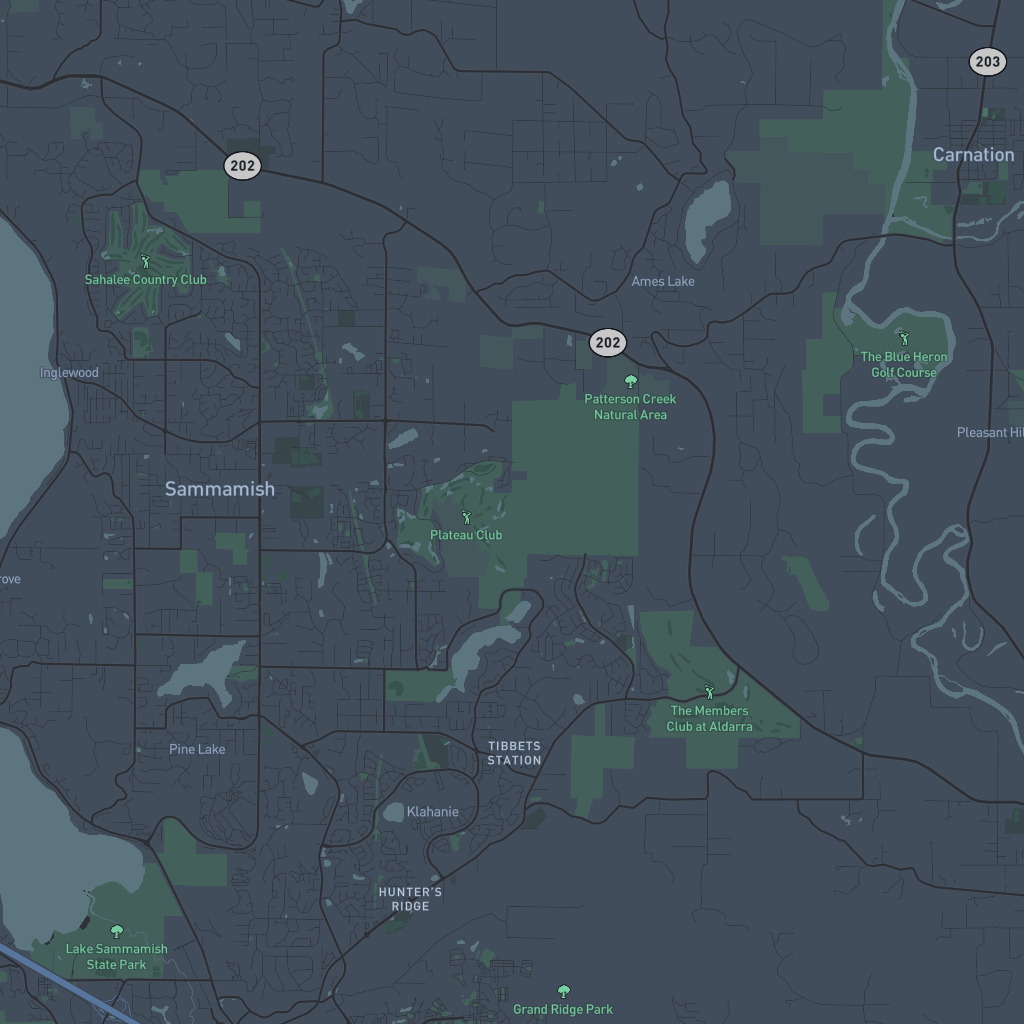 203
Carnation
202
Sahalee Country Club
Ames Lake
202
The Blue Heron
Golf Course
Inglewood
Patterson Creek
Natural Area
Pleasant Hil
Sammamish
Plateau Club
rove
The Members
Club at Aldarra
TIBBETS
STATION
Pine Lake
Klahanie
HUNTER'S
RIDGE
Lake Sammamish
State Park
Grand Ridge Park